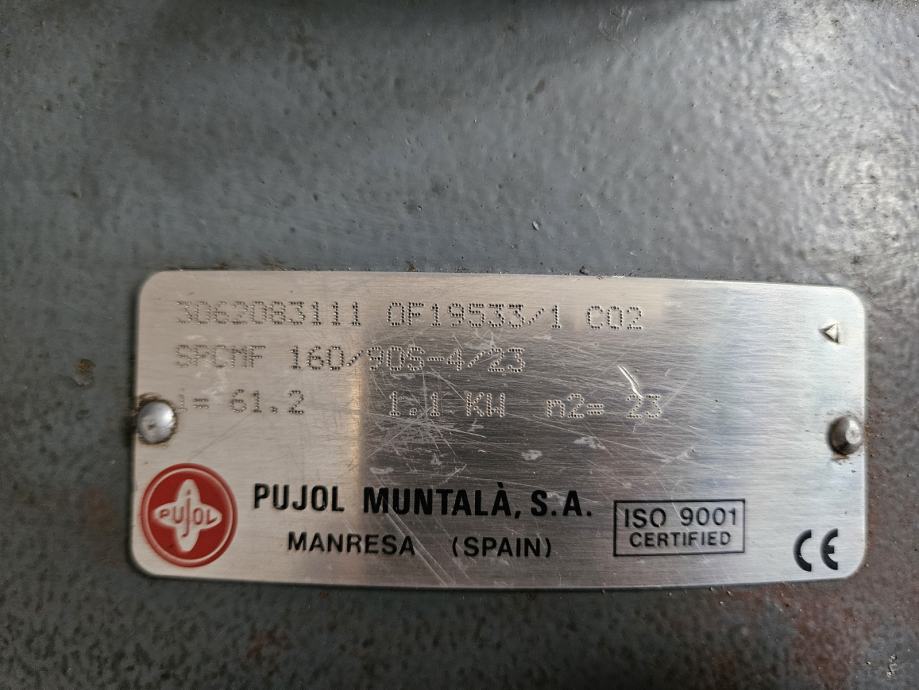 3062083111 OF19533/1 C02
SPCMF 160/90S-4/23
i= 61.2 1.1 KW n2= 23
PUJOL
PUJOL MUNTALÀ, S.A.
MANRESA (SPAIN)
ISO 9001
CERTIFIED
CE